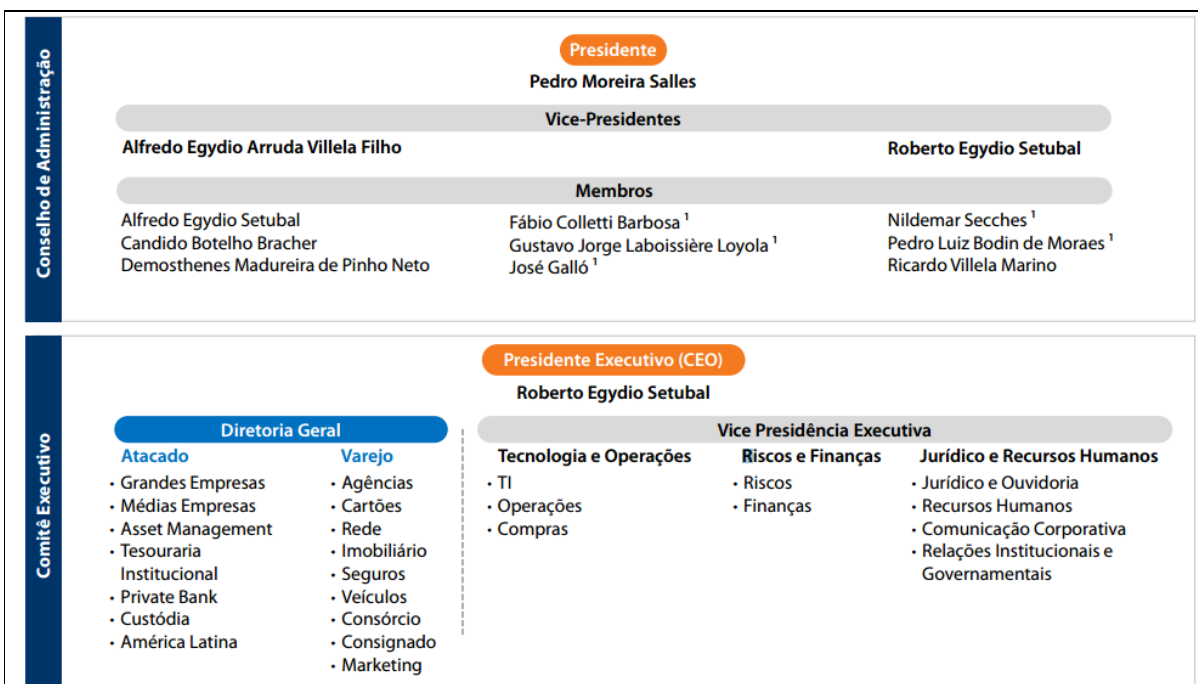 Conselho de Administração
Presidente
Pedro Moreira Salles
Vice-Presidentes
Alfredo Egydio Arruda Villela Filho
Roberto Egydio Setubal
Membros
Alfredo Egydio Setubal
Candido Botelho Bracher
Demosthenes Madureira de Pinho Neto
Fábio Colletti Barbosa ¹
Gustavo Jorge Laboissière Loyola ¹
José Galló ¹
Nildemar Secches ¹
Pedro Luiz Bodin de Moraes ¹
Ricardo Villela Marino
Comitê Executivo
Presidente Executivo (CEO)
Roberto Egydio Setubal
Diretoria Geral
Atacado
· Grandes Empresas
· Médias Empresas
· Asset Management
· Tesouraria
Institucional
· Private Bank
· Custódia
· América Latina
Varejo
· Agências
· Cartões
· Rede
· Imobiliário
· Seguros
· Veículos
· Consórcio
· Consignado
· Marketing
Vice Presidência Executiva
Tecnologia e Operações
· TI
· Operações
· Compras
Riscos e Finanças
· Riscos
· Finanças
Jurídico e Recursos Humanos
· Jurídico e Ouvidoria
· Recursos Humanos
· Comunicação Corporativa
· Relações Institucionais e
Governamentais